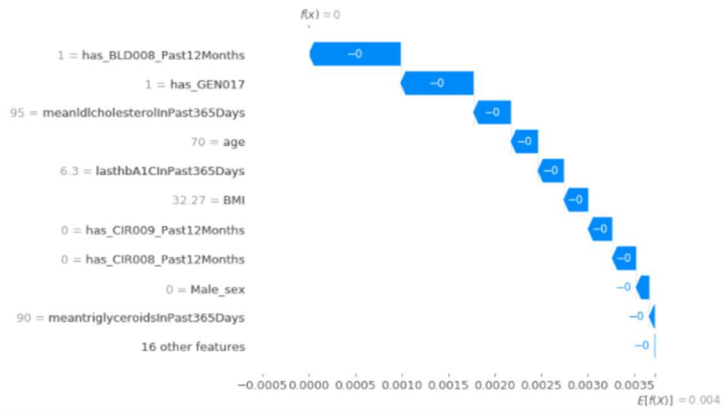 f(x) = 0
1 = has_BLD008_Past12Months −0
1 = has_GEN017 −0
95 = meanldlcholesterolInPast365Days −0
70 = age −0
6.3 = lasthbA1CInPast365Days −0
32.27 = BMI −0
0 = has_CIR009_Past12Months −0
0 = has_CIR008_Past12Months −0
0 = Male_sex −0
90 = meantriglyceroidsInPast365Days −0
16 other features −0
−0.0005 0.0000 0.0005 0.0010 0.0015 0.0020 0.0025 0.0030 0.0035
E[f(X)] = 0.004